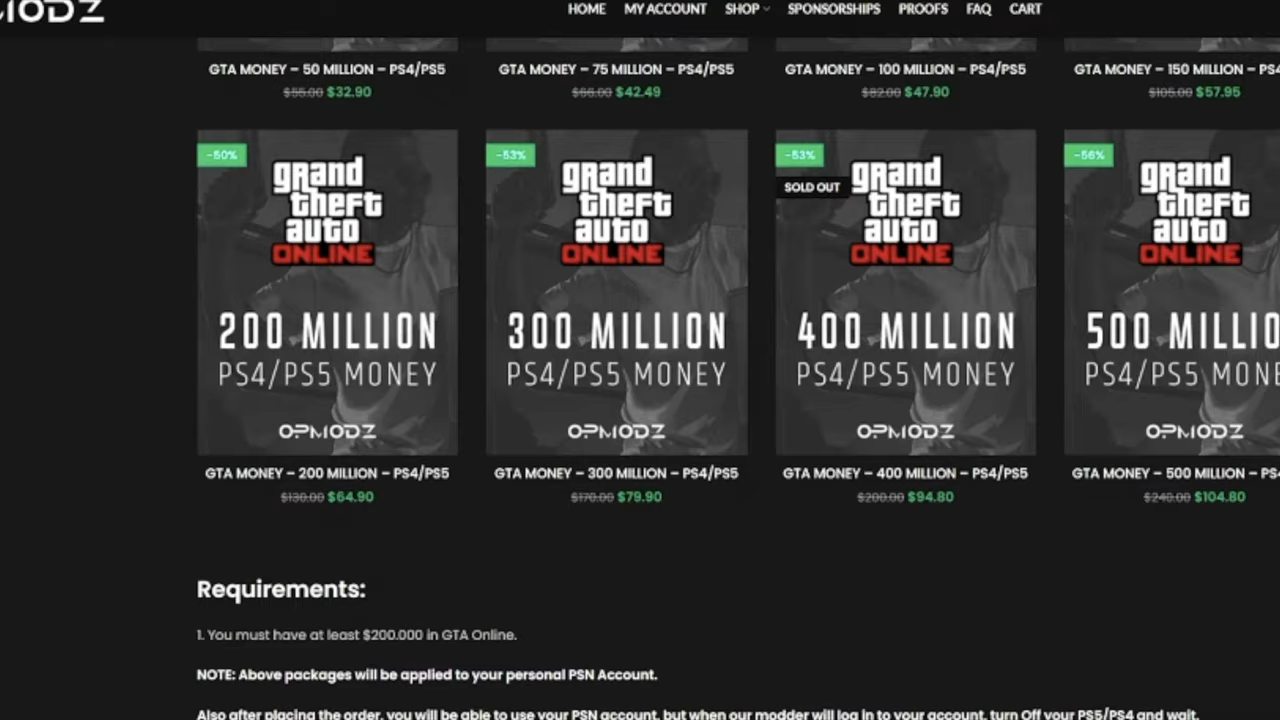 HOME MY ACCOUNT SHOP SPONSORSHIPS PROOFS FAQ CART
GTA MONEY – 50 MILLION – PS4/PS5
$55.00 $32.90
GTA MONEY – 75 MILLION – PS4/PS5
$42.49
GTA MONEY – 100 MILLION – PS4/PS5
$82.00 $47.90
GTA MONEY – 150 MILLION –
$105.00 $57.95
-50%
grand
theft
auto
ONLINE
200 MILLION
PS4/PS5 MONEY
OPMODZ
GTA MONEY – 200 MILLION – PS4/PS5
$130.00 $64.90
-53%
grand
theft
auto
ONLINE
300 MILLION
PS4/PS5 MONEY
OPMODZ
GTA MONEY – 300 MILLION – PS4/PS5
$170.00 $79.90
-53%
SOLD OUT
grand
theft
auto
ONLINE
400 MILLION
PS4/PS5 MONEY
OPMODZ
GTA MONEY – 400 MILLION – PS4/PS5
$200.00 $94.80
-56%
grand
theft
auto
ONLINE
500 MILLIO
PS4/PS5 MONE
OPMODZ
GTA MONEY – 500 MILLION –
$240.00 $104.80
Requirements:
1. You must have at least $200.000 in GTA Online.
NOTE: Above packages will be applied to your personal PSN Account.
Also after placing the order, you will be able to use your PSN account, but when our modder will log in to your account, turn Off your PS5/PS4 and wait.